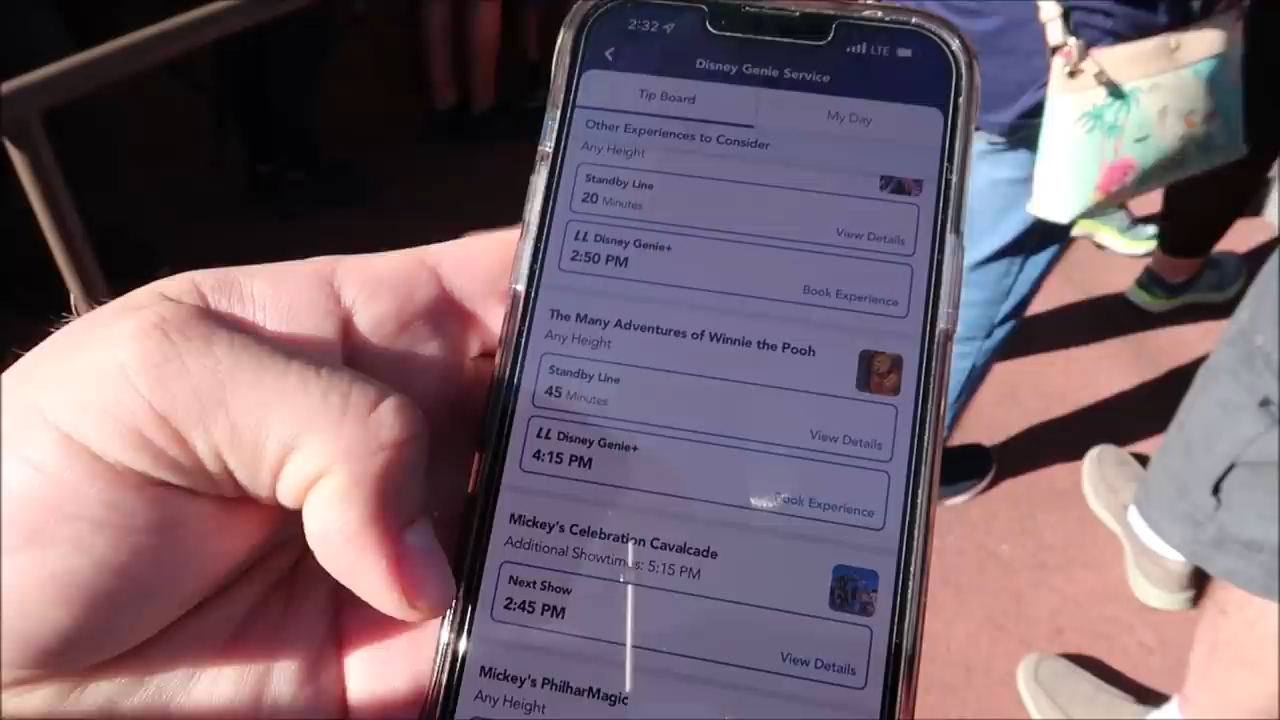 2:32
LTE
Disney Genie Service
Tip Board
My Day
Other Experiences to Consider
Any Height
Standby Line
20 Minutes
View Details
LL Disney Genie+
2:50 PM
Book Experience
The Many Adventures of Winnie the Pooh
Any Height
Standby Line
45 Minutes
View Details
LL Disney Genie+
4:15 PM
Book Experience
Mickey's Celebration Cavalcade
Additional Showtimes: 5:15 PM
Next Show
2:45 PM
View Details
Mickey's PhilharMagic
Any Height